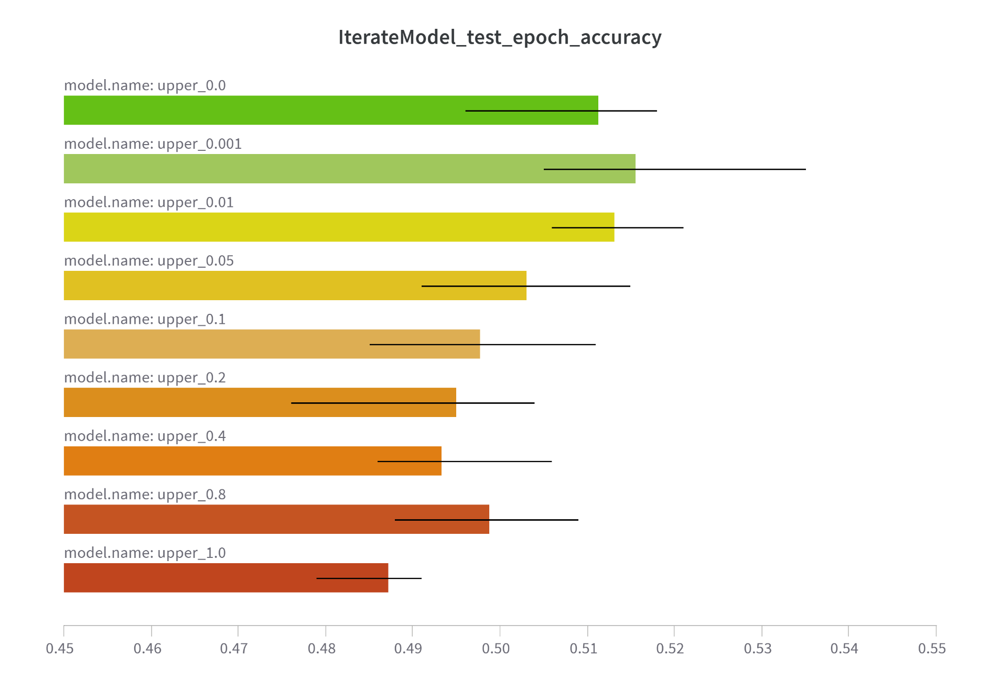 IterateModel_test_epoch_accuracy
model.name: upper_0.0
model.name: upper_0.001
model.name: upper_0.01
model.name: upper_0.05
model.name: upper_0.1
model.name: upper_0.2
model.name: upper_0.4
model.name: upper_0.8
model.name: upper_1.0
0.45 0.46 0.47 0.48 0.49 0.50 0.51 0.52 0.53 0.54 0.55